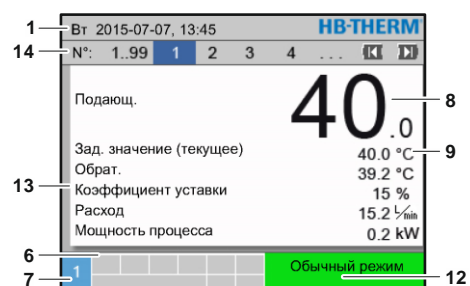 1 Вт 2015-07-07, 13:45 HB-THERM
14 N°: 1..99 1 2 3 4 ...
Подающ. 40.0 8
Зад. значение (текущее) 40.0 °C 9
Обрат. 39.2 °C
13 Коэффициент уставки 15 %
Расход 15.2 L/min
Мощность процесса 0.2 kW
6
7 1 Обычный режим 12